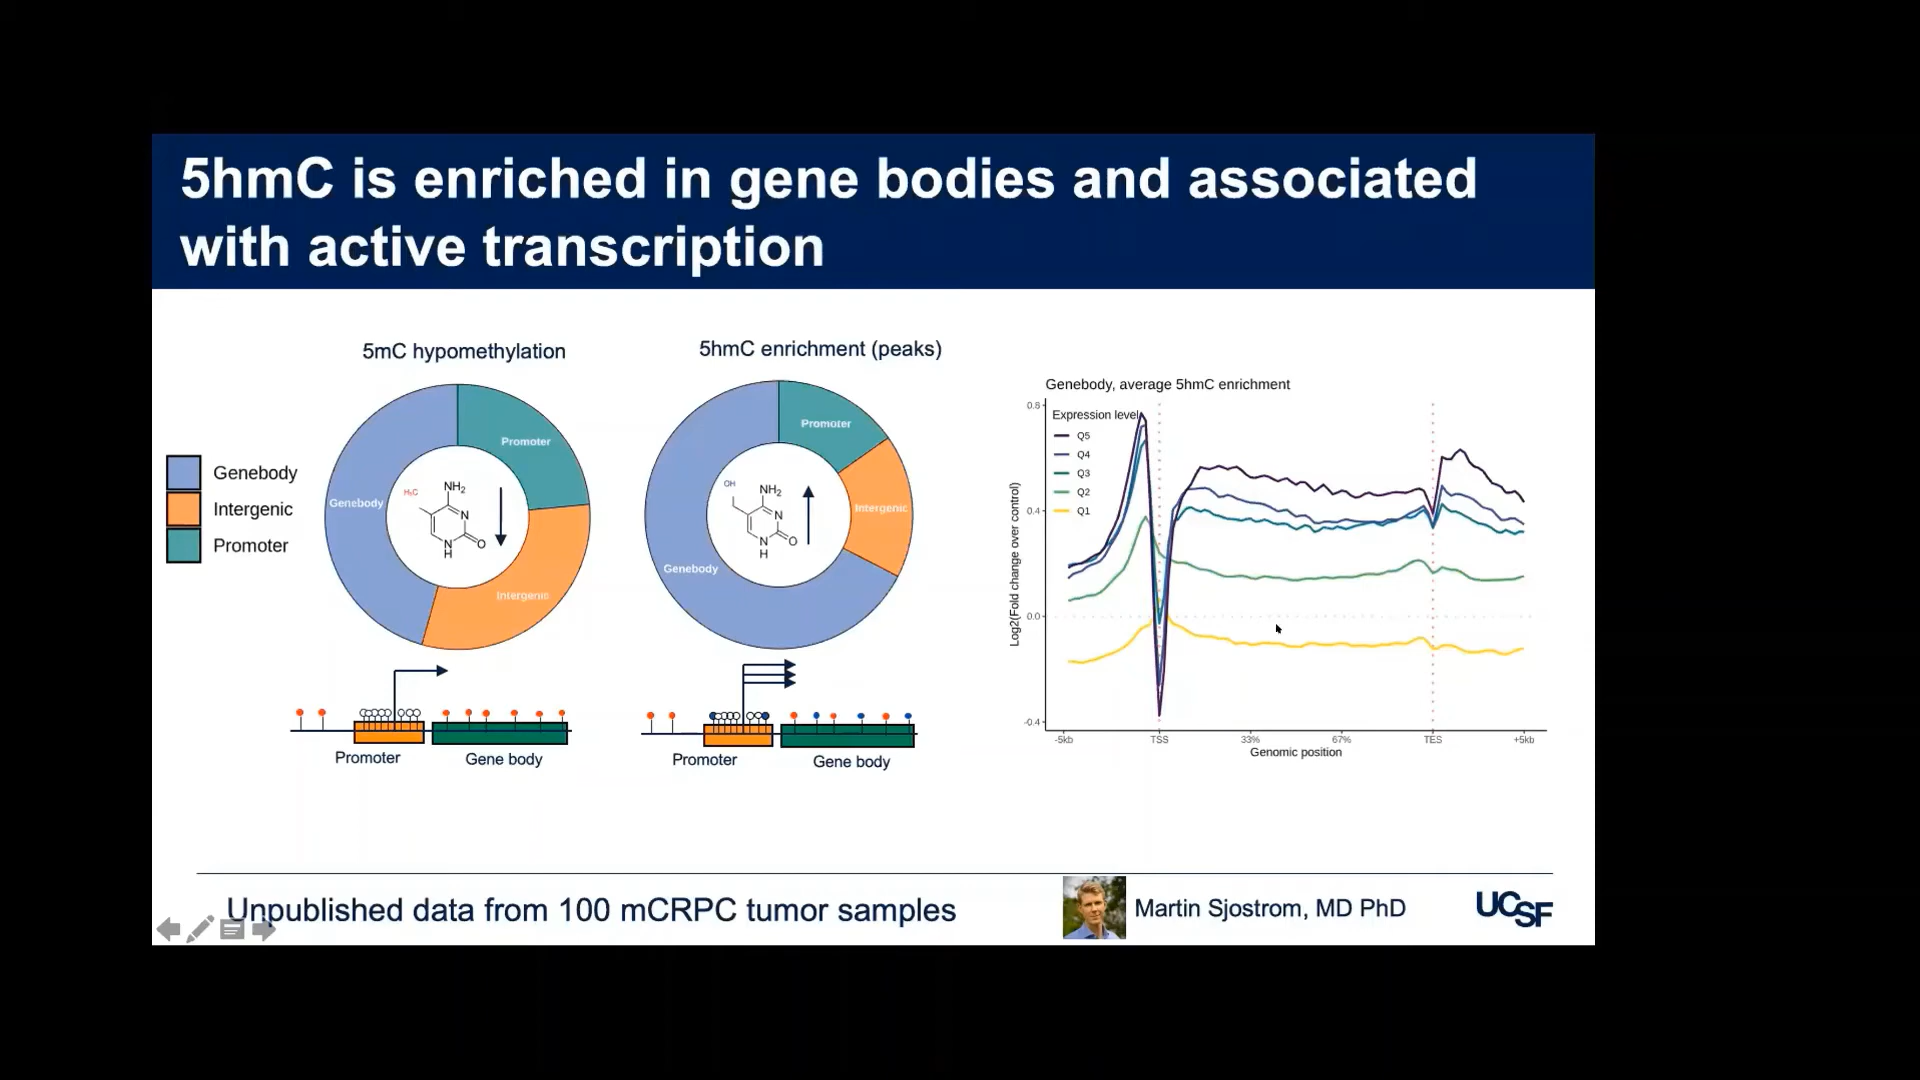 5hmC is enriched in gene bodies and associated
with active transcription
5mC hypomethylation
5hmC enrichment (peaks)
Genebody
Intergenic
Promoter
Promoter
Genebody
Intergenic
H₃C
NH₂
N
N
H
O
Promoter
Intergenic
Genebody
OH
NH₂
N
N
H
O
Promoter
Gene body
Promoter
Gene body
Genebody, average 5hmC enrichment
Expression level
Q5
Q4
Q3
Q2
Q1
Log2(Fold change over control)
0.8
0.4
0.0
-0.4
-5kb
TSS
33%
67%
TES
+5kb
Genomic position
Unpublished data from 100 mCRPC tumor samples
Martin Sjostrom, MD PhD
UCSF